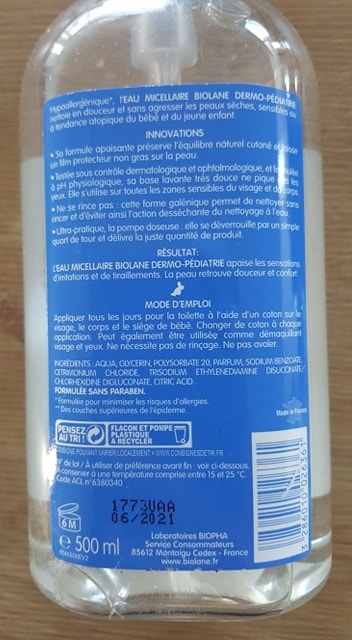 Hypoallergénique*, l'EAU MICELLAIRE BIOLANE DERMO-PÉDIATRIE
nettoie en douceur et sans agresser les peaux sèches, sensibles ou
à tendance atopique du bébé et du jeune enfant.
INNOVATIONS
• Sa formule apaisante préserve l'équilibre naturel cutané et laisse
un film protecteur non gras sur la peau.
• Testée sous contrôle dermatologique et ophtalmologique, et formulée
à pH physiologique, sa base lavante très douce ne pique pas les
yeux. Elle s'utilise sur toutes les zones sensibles du visage et du corps
• Ne se rince pas : cette forme galénique permet de nettoyer sans
rincer et d'éviter ainsi l'action desséchante du nettoyage à l'eau.
• Ultra-pratique, la pompe doseuse : elle se déverrouille par un simple
quart de tour et délivre la juste quantité de produit.
RÉSULTAT:
L'EAU MICELLAIRE BIOLANE DERMO-PÉDIATRIE apaise les sensations
d'irritations et de tiraillements. La peau retrouve douceur et confort.
MODE D'EMPLOI
Appliquer tous les jours pour la toilette à l'aide d'un coton sur le
visage, le corps et le siège de bébé. Changer de coton à chaque
application. Peut également être utilisée comme démaquillant
visage et yeux. Ne nécessite pas de rinçage. Ne pas avaler.
INGRÉDIENTS : AQUA, GLYCERIN, POLYSORBATE 20, PARFUM, SODIUM BENZOATE,
CETRIMONIUM CHLORIDE, TRISODIUM ETHYLENEDIAMINE DISUCCINATE,
CHLORHEXIDINE DIGLUCONATE, CITRIC ACID.
FORMULÉE SANS PARABEN.
* Formulée pour minimiser les risques d'allergies.
** Des couches supérieures de l'épiderme.
Made in France
PENSEZ
AU TRI !
FLACON ET POMPE
PLASTIQUE
À RECYCLER
CONSIGNE POUVANT VARIER LOCALEMENT > WWW.CONSIGNESDETRI.FR
N° de lot / À utiliser de préférence avant fin : voir ci-dessous.
À conserver à une température comprise entre 15 et 25 °C.
Code ACL n°6380340
1773UAA
06/2021
6 M
e 500 ml
Laboratoires BIOPHA
Service Consommateurs
85612 Montaigu Cedex - France
www.biolane.fr